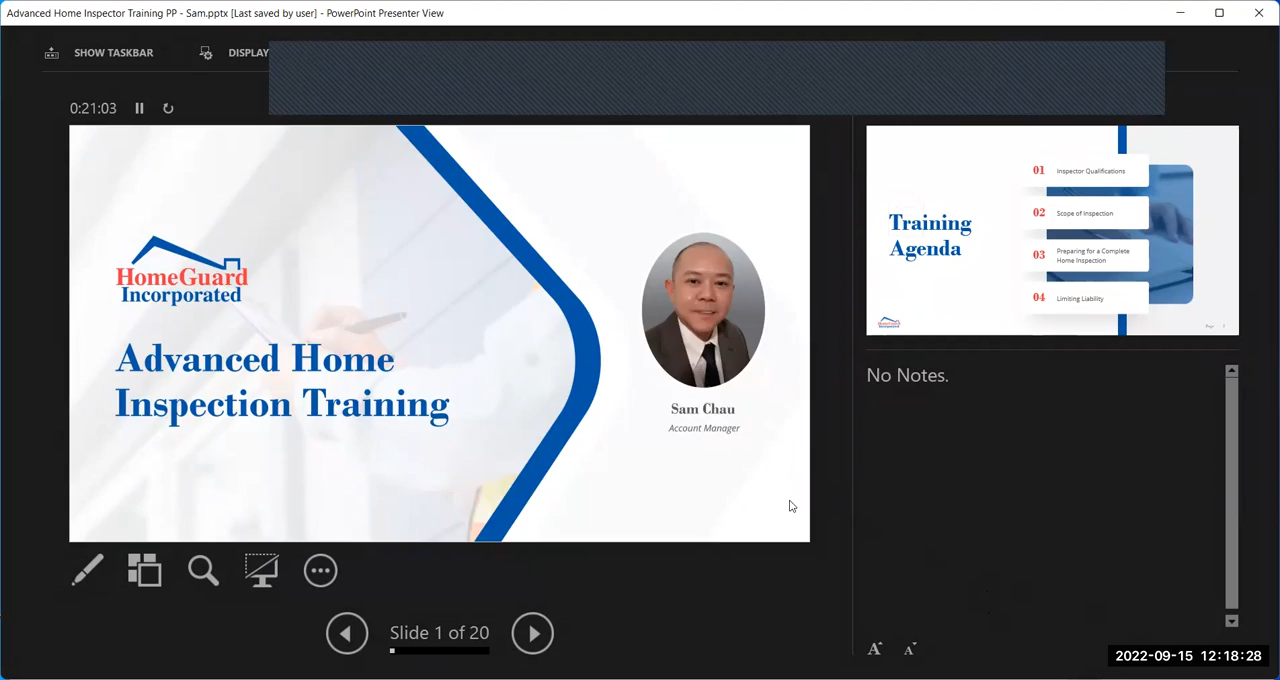 Advanced Home Inspector Training PP - Sam.pptx [Last saved by user] - PowerPoint Presenter View
SHOW TASKBAR
DISPLAY
0:21:03
HomeGuard
Incorporated
Advanced Home
Inspection Training
Sam Chau
Account Manager
Slide 1 of 20
Training
Agenda
01 Inspector Qualifications
02 Scope of Inspection
03 Preparing for a Complete
Home Inspection
04 Limiting Liability
Page
No Notes.
A A
2022-09-15 12:18:28